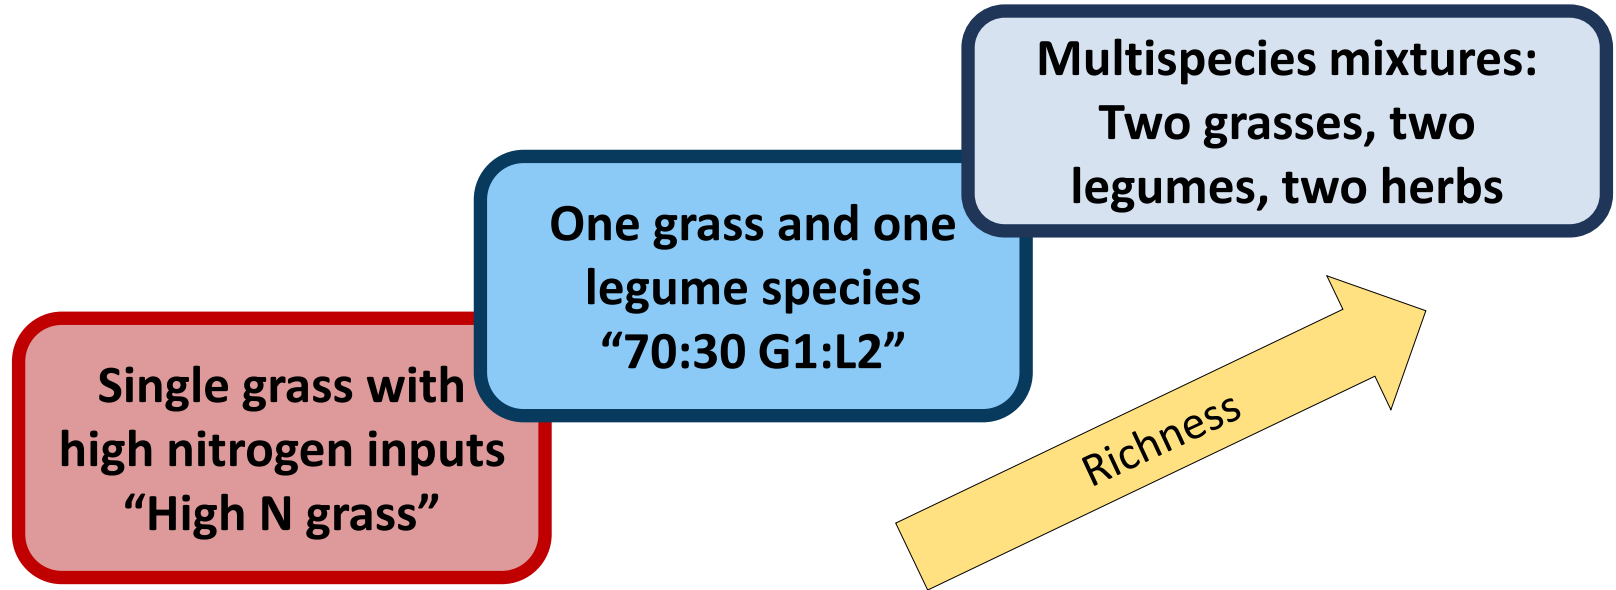 Multispecies mixtures:
Two grasses, two
legumes, two herbs
One grass and one
legume species
“70:30 G1:L2”
Single grass with
high nitrogen inputs
“High N grass”
Richness